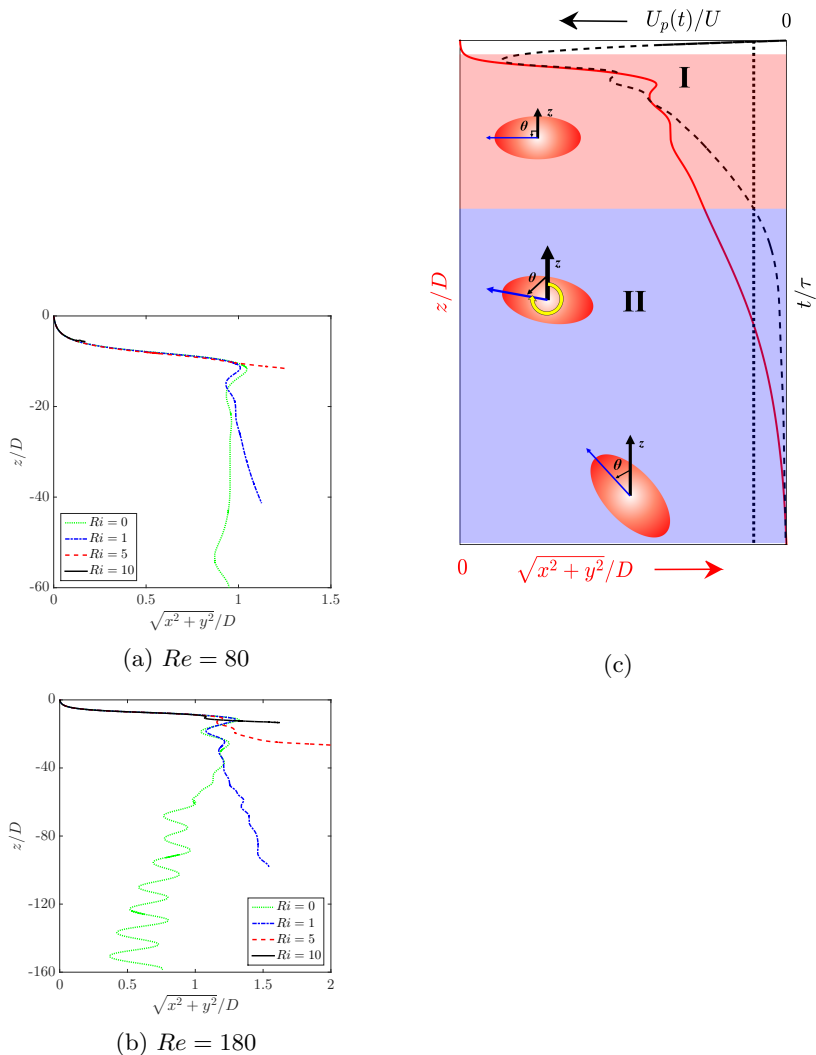 0
-20
-40
-60
z/D
Ri = 0
Ri = 1
Ri = 5
Ri = 10
0
0.5
1
1.5
√x² + y²/D
(a) Re = 80
0
-40
-80
-120
-160
z/D
Ri = 0
Ri = 1
Ri = 5
Ri = 10
0
0.5
1
1.5
2
√x² + y²/D
(b) Re = 180
U_p(t)/U
0
I
z
θ
z/D
t/τ
z
θ
II
z
θ
0
√x² + y²/D
(c)